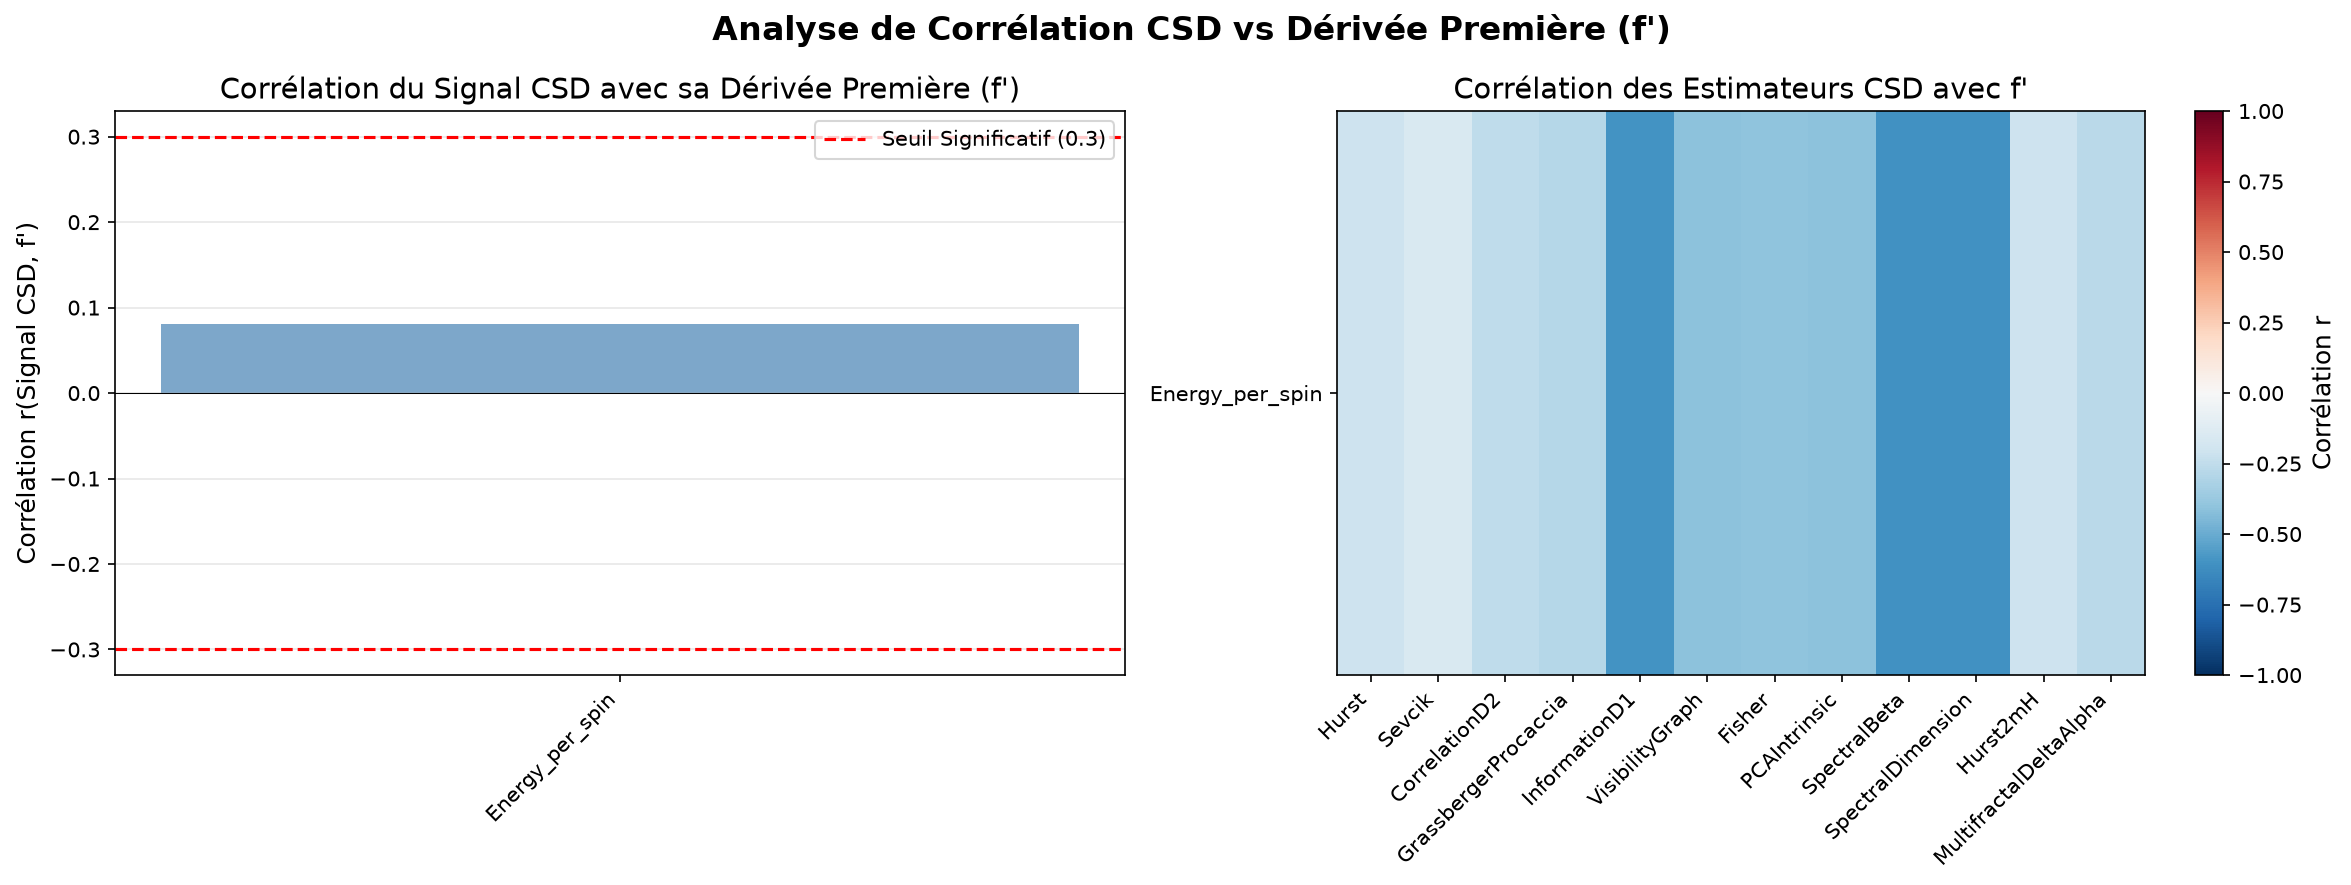 Analyse de Corrélation CSD vs Dérivée Première (f')
Corrélation du Signal CSD avec sa Dérivée Première (f')
Seuil Significatif (0.3)
Corrélation r(Signal CSD, f')
0.3
0.2
0.1
0.0
−0.1
−0.2
−0.3
Energy_per_spin
Corrélation des Estimateurs CSD avec f'
Energy_per_spin
Hurst
Sevcik
CorrelationD2
GrassbergerProcaccia
InformationD1
VisibilityGraph
Fisher
PCAIntrinsic
SpectralBeta
SpectralDimension
Hurst2mH
MultifractalDeltaAlpha
1.00
0.75
0.50
0.25
0.00
−0.25
−0.50
−0.75
−1.00
Corrélation r